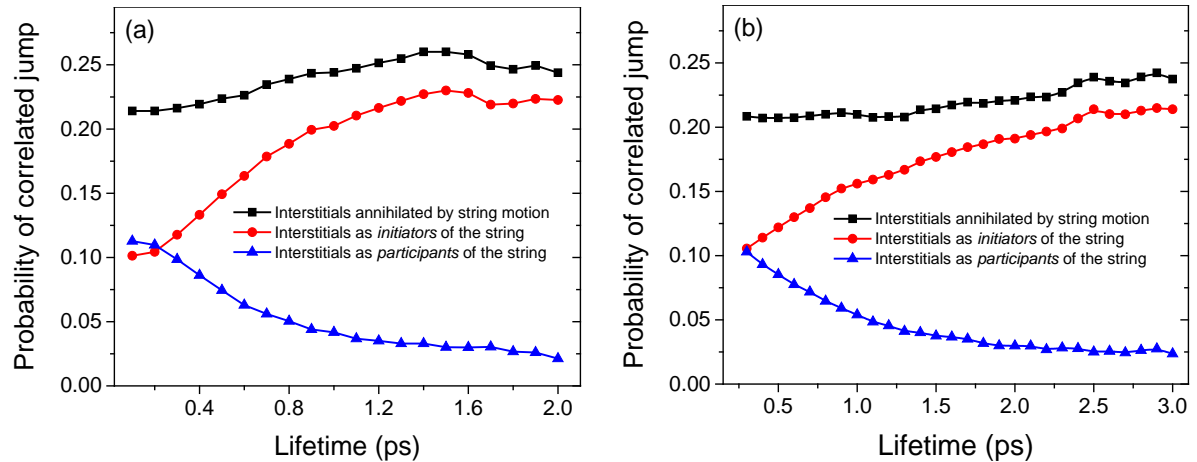 (a)
Probability of correlated jump
0.25
0.20
0.15
0.10
0.05
0.00
Interstitials annihilated by string motion
Interstitials as initiators of the string
Interstitials as participants of the string
0.4 0.8 1.2 1.6 2.0
Lifetime (ps)
(b)
Probability of correlated jump
0.25
0.20
0.15
0.10
0.05
0.00
Interstitials annihilated by string motion
Interstitials as initiators of the string
Interstitials as participants of the string
0.5 1.0 1.5 2.0 2.5 3.0
Lifetime (ps)